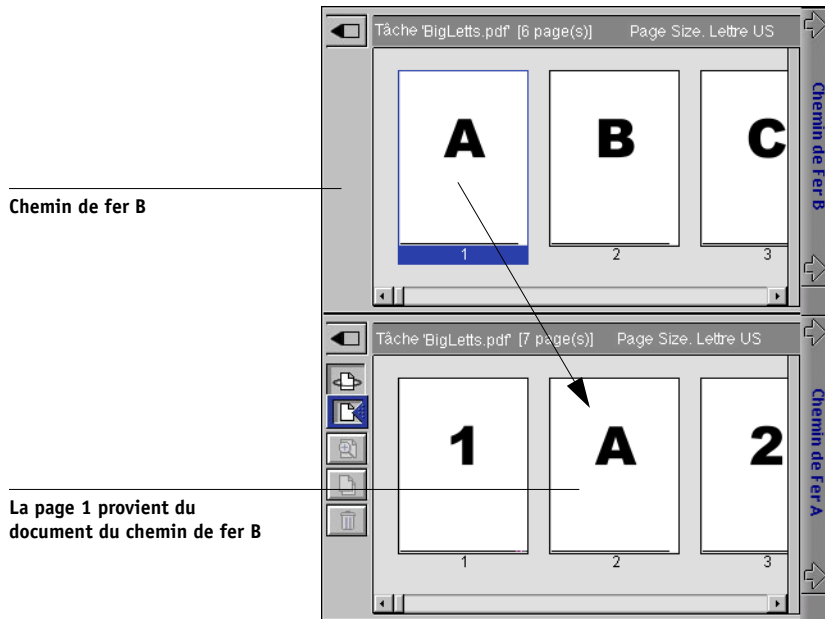 Tâche 'BigLetts.pdf' [6 page(s)] Page Size. Lettre US
A B C
1 2 3
Chemin de Fer B
Chemin de fer B
Tâche 'BigLetts.pdf' [7 page(s)] Page Size. Lettre US
1 A 2
1 2 3
Chemin de Fer A
La page 1 provient du
document du chemin de fer B